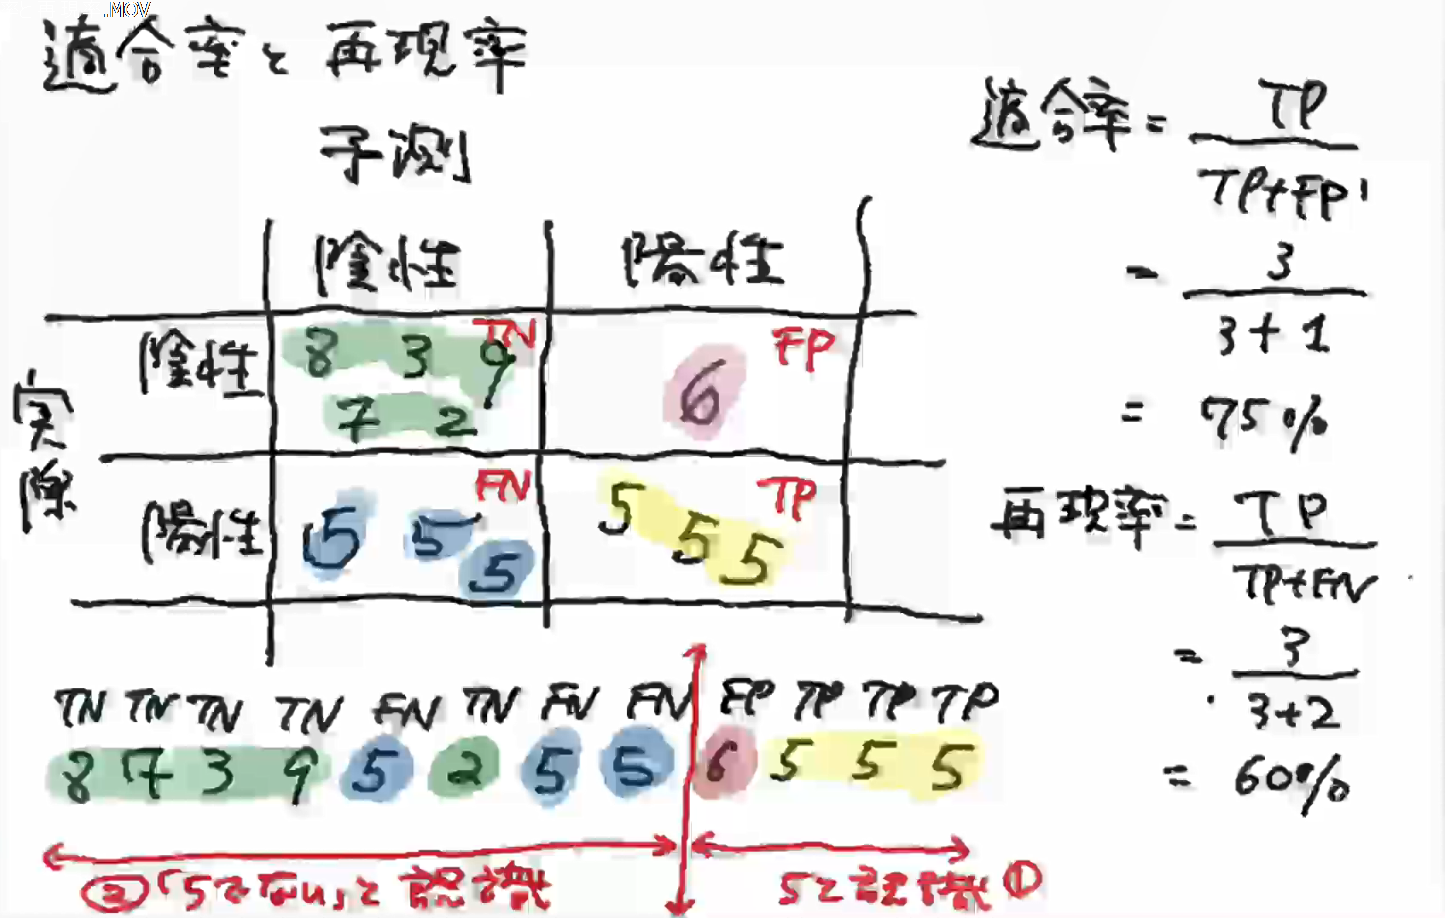 .MOV
適合率と再現率
予測
陰性 陽性
実際
陰性
8 3 9 TN
7 2
6 FP
陽性
5 5 5 FN
5 5 5 TP
TN TN TN TN FN TN FN FN FP TP TP TP
8 7 3 9 5 2 5 5 6 5 5 5
②「5でない」と認識
5と認識①
適合率 = TP
TP+FP
= 3
3+1
= 75%
再現率 = TP
TP+FN
= 3
3+2
= 60%